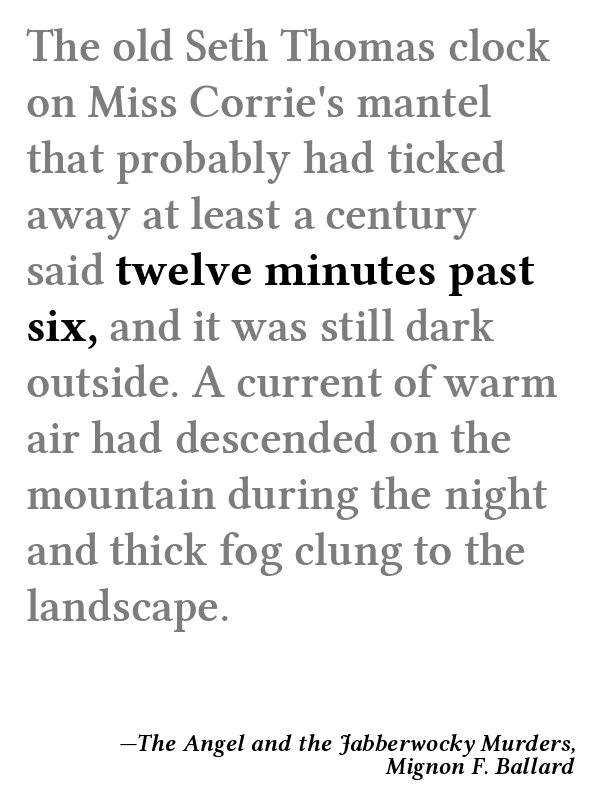 The old Seth Thomas clock
on Miss Corrie's mantel
that probably had ticked
away at least a century
said twelve minutes past
six, and it was still dark
outside. A current of warm
air had descended on the
mountain during the night
and thick fog clung to the
landscape.
—The Angel and the Jabberwocky Murders,
Mignon F. Ballard